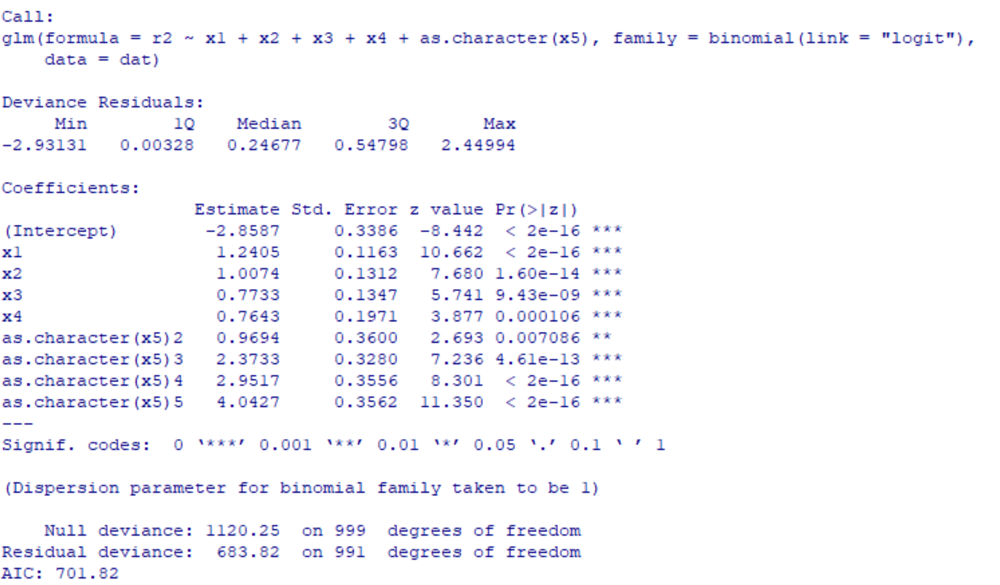 Call:
glm(formula = r2 ~ x1 + x2 + x3 + x4 + as.character(x5), family = binomial(link = "logit"),
    data = dat)

Deviance Residuals:
     Min        1Q    Median        3Q       Max
-2.93131   0.00328   0.24677   0.54798   2.44994

Coefficients:
                  Estimate Std. Error z value Pr(>|z|)
(Intercept)        -2.8587     0.3386  -8.442  < 2e-16 ***
x1                  1.2405     0.1163  10.662  < 2e-16 ***
x2                  1.0074     0.1312   7.680 1.60e-14 ***
x3                  0.7733     0.1347   5.741 9.43e-09 ***
x4                  0.7643     0.1971   3.877 0.000106 ***
as.character(x5)2   0.9694     0.3600   2.693 0.007086 **
as.character(x5)3   2.3733     0.3280   7.236 4.61e-13 ***
as.character(x5)4   2.9517     0.3556   8.301  < 2e-16 ***
as.character(x5)5   4.0427     0.3562  11.350  < 2e-16 ***
---
Signif. codes:  0 ‘***’ 0.001 ‘**’ 0.01 ‘*’ 0.05 ‘.’ 0.1 ‘ ’ 1

(Dispersion parameter for binomial family taken to be 1)

    Null deviance: 1120.25  on 999  degrees of freedom
Residual deviance:  683.82  on 991  degrees of freedom
AIC: 701.82